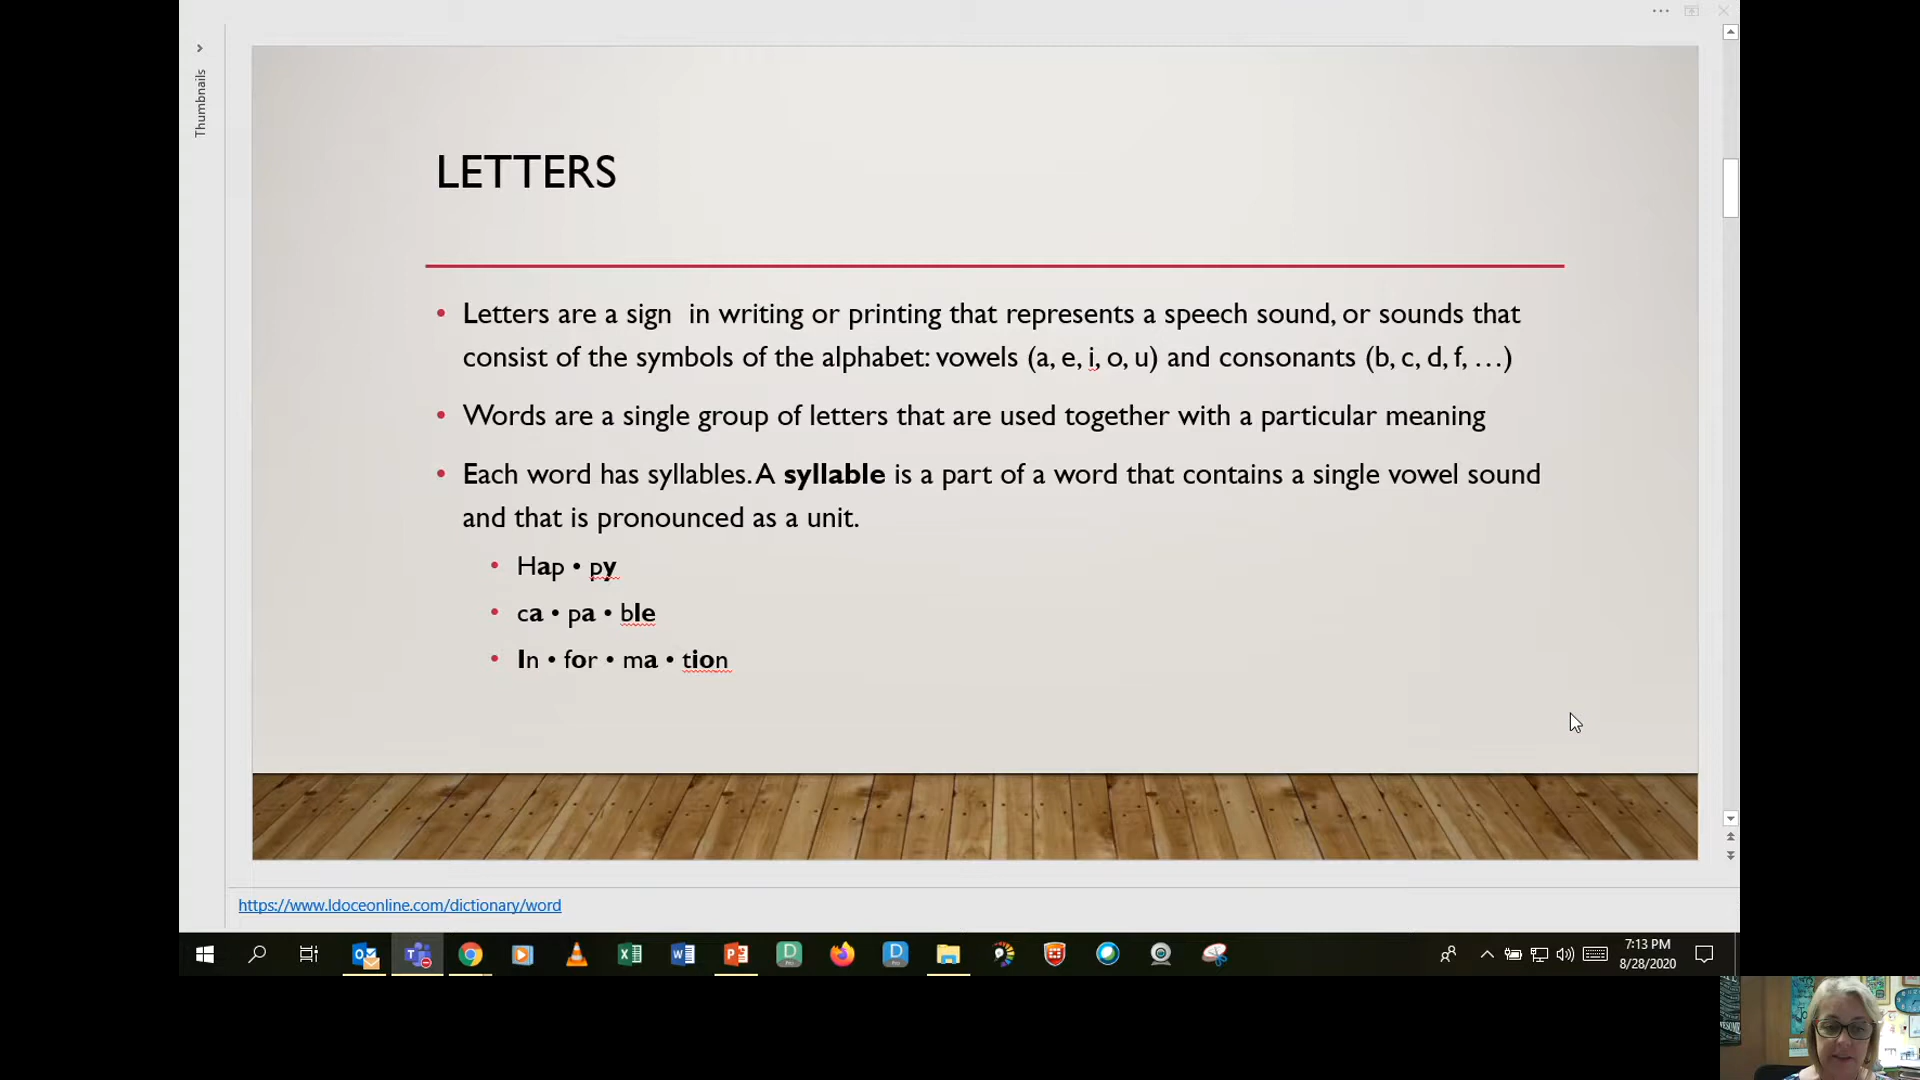 Thumbnails
LETTERS
• Letters are a sign  in writing or printing that represents a speech sound, or sounds that
consist of the symbols of the alphabet: vowels (a, e, i, o, u) and consonants (b, c, d, f, …)
• Words are a single group of letters that are used together with a particular meaning
• Each word has syllables. A syllable is a part of a word that contains a single vowel sound
and that is pronounced as a unit.
• Hap • py
• ca • pa • ble
• In • for • ma • tion
https://www.ldoceonline.com/dictionary/word
7:13 PM
8/28/2020